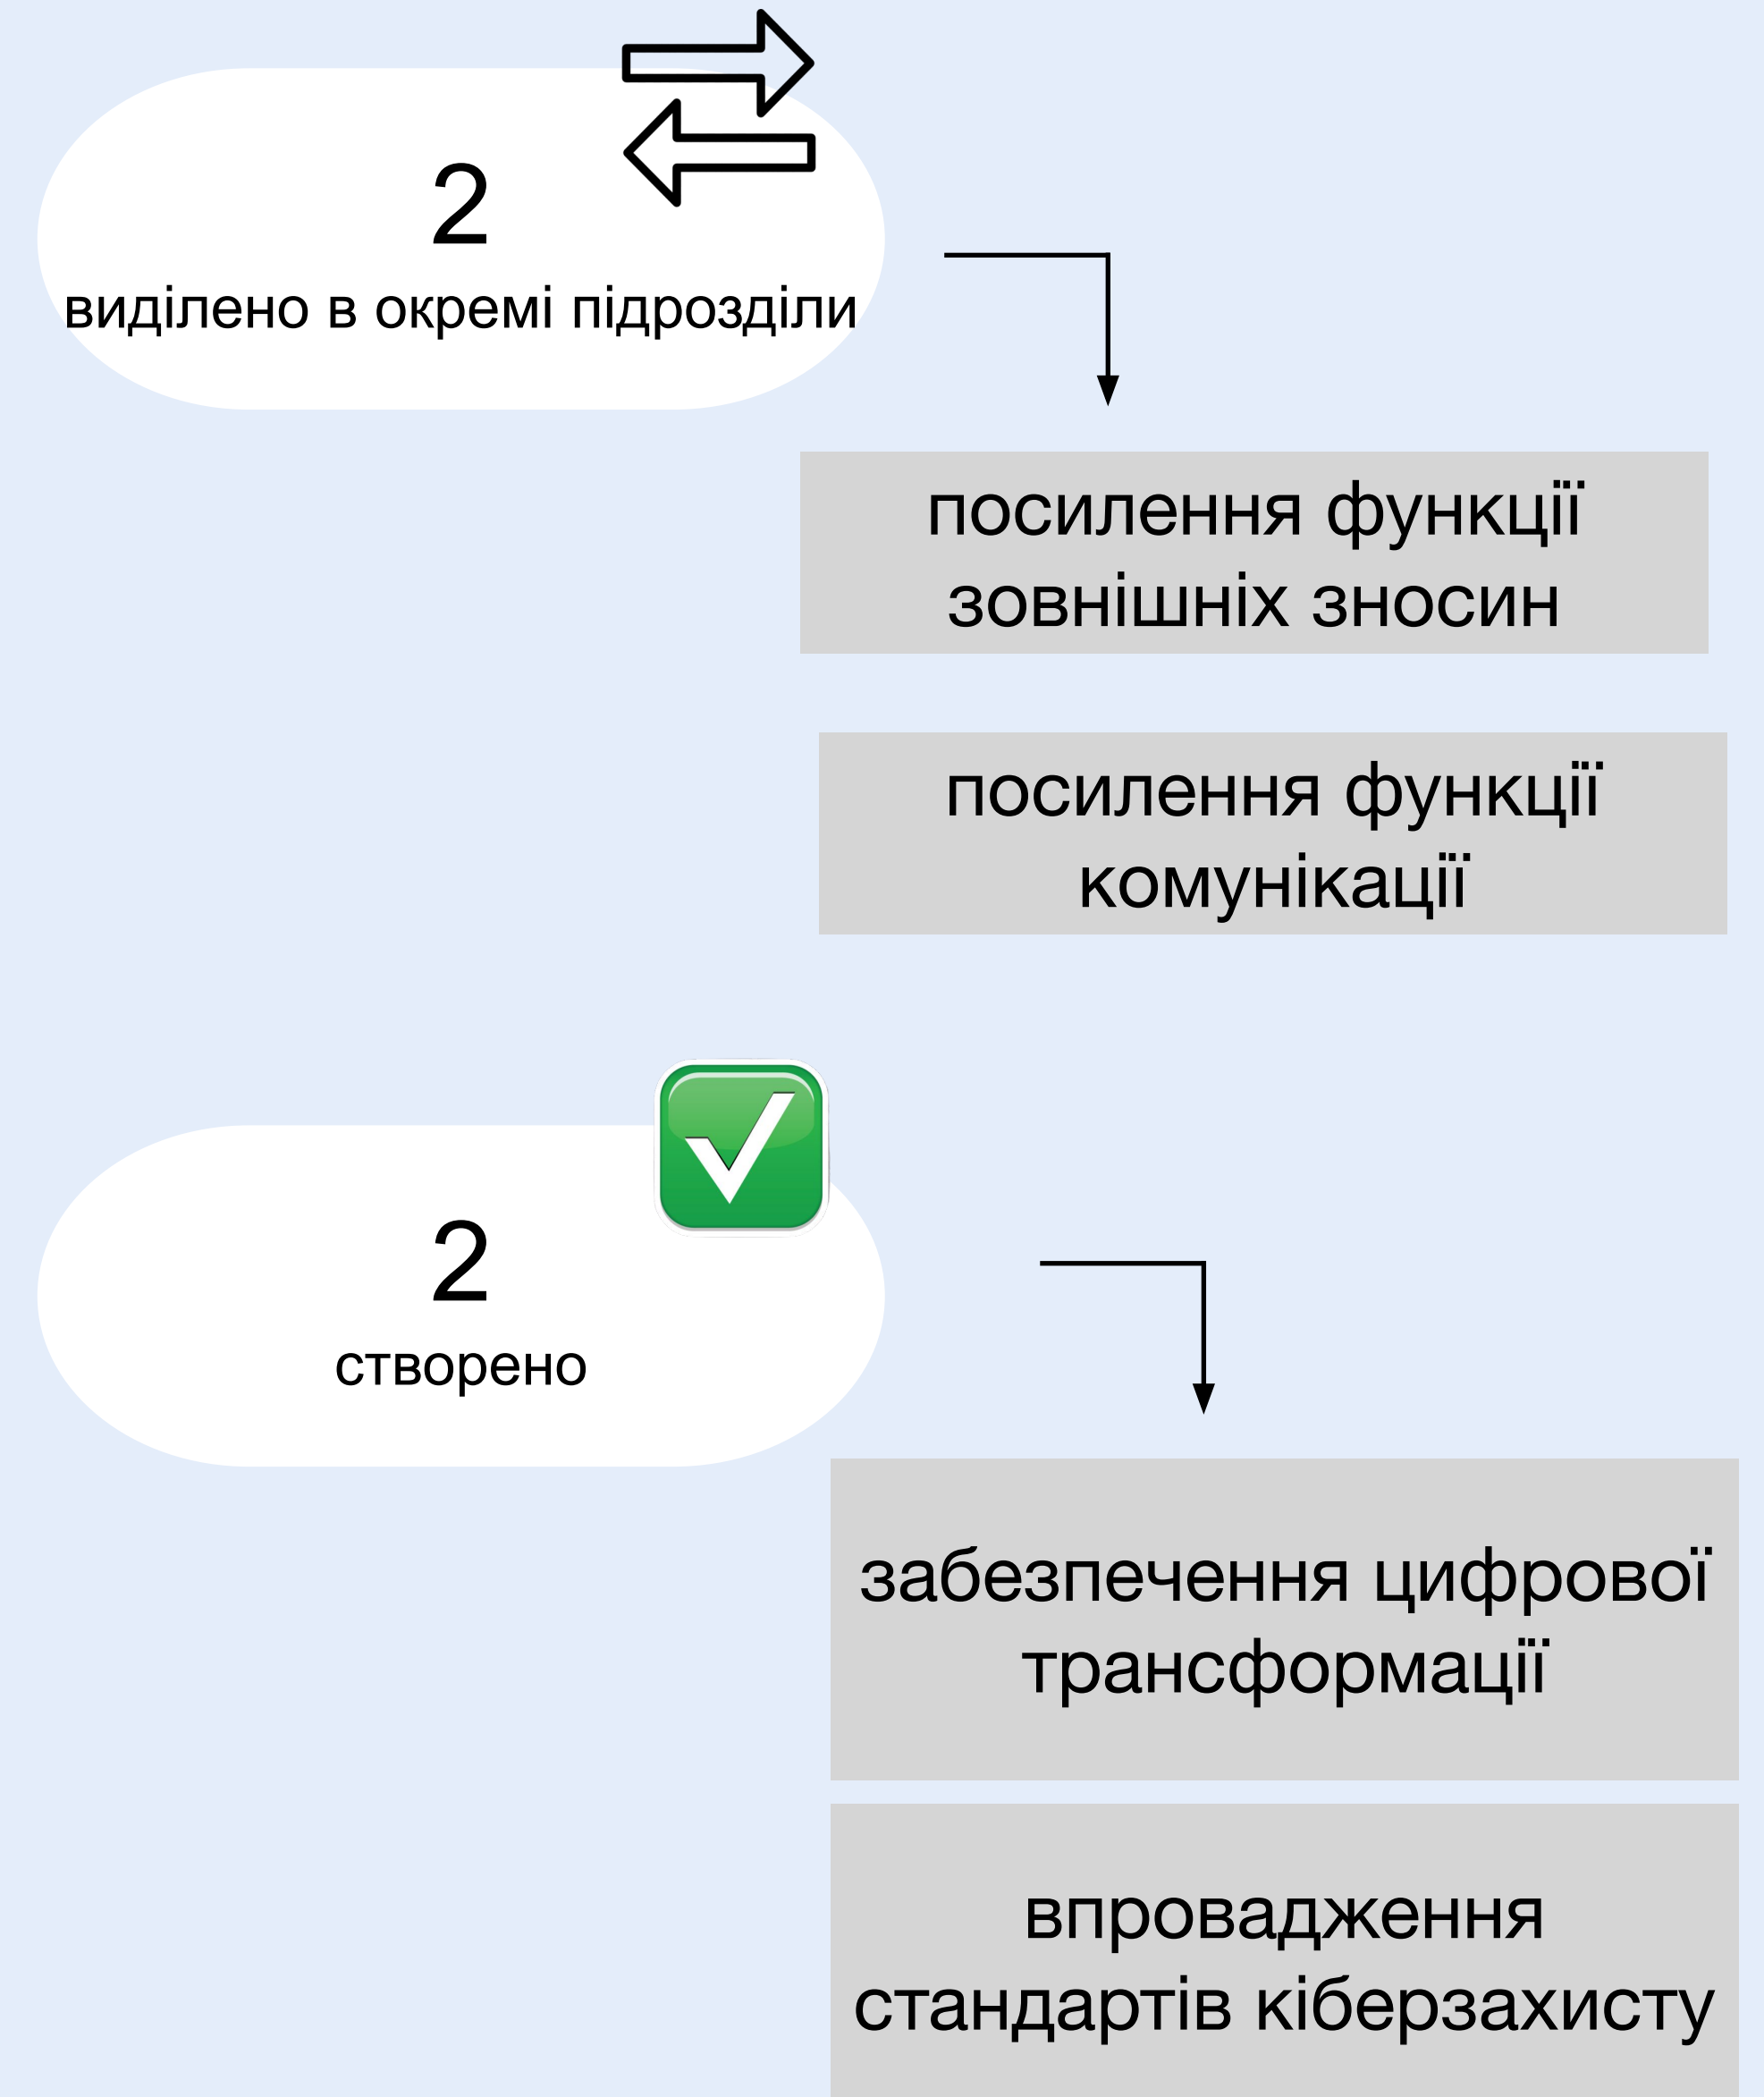 2
виділено в окремі підрозділи
посилення функції
зовнішніх зносин
посилення функції
комунікації
2
створено
забезпечення цифрової
трансформації
впровадження
стандартів кіберзахисту